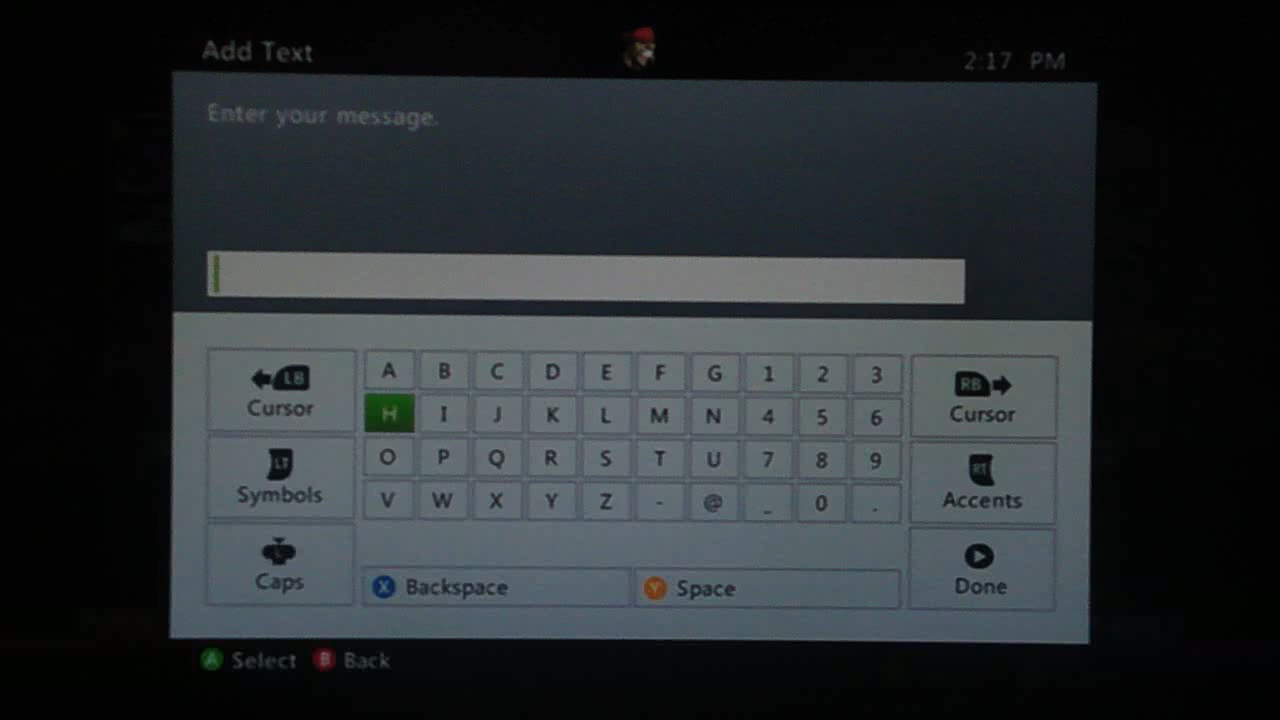 Add Text
2:17 PM
Enter your message.
LB
Cursor
A B C D E F G 1 2 3
RB
Cursor
H I J K L M N 4 5 6
LT
Symbols
O P Q R S T U 7 8 9
RT
Accents
V W X Y Z - @ _ 0 .
L
Caps
X Backspace
Y Space
Done
A Select B Back